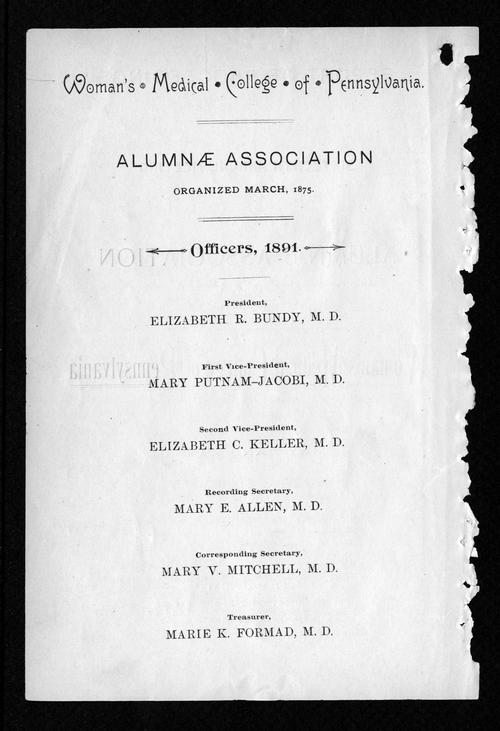 Woman's • Medical • College • of • Pennsylvania.
ALUMNÆ ASSOCIATION
ORGANIZED MARCH, 1875.
Officers, 1891.
President,
ELIZABETH R. BUNDY, M. D.
First Vice-President,
MARY PUTNAM-JACOBI, M. D.
Second Vice-President,
ELIZABETH C. KELLER, M. D.
Recording Secretary,
MARY E. ALLEN, M. D.
Corresponding Secretary,
MARY V. MITCHELL, M. D.
Treasurer,
MARIE K. FORMAD, M. D.